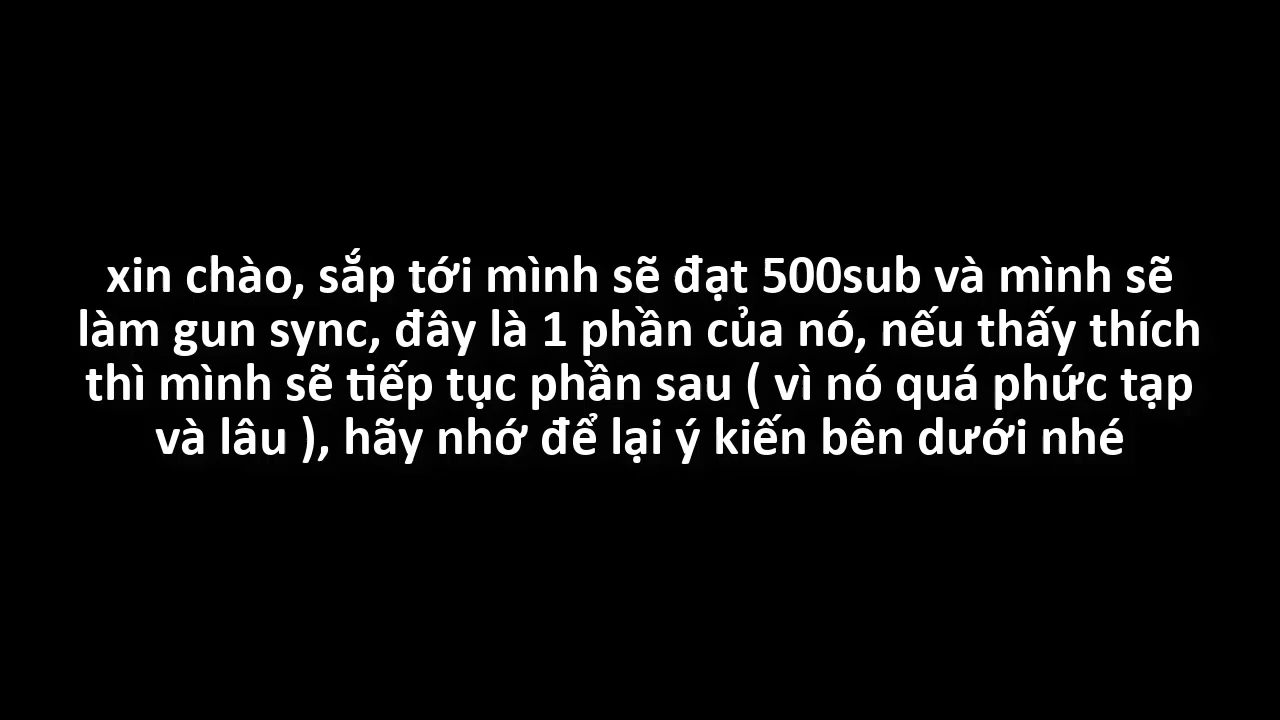 xin chào, sắp tới mình sẽ đạt 500sub và mình sẽ
làm gun sync, đây là 1 phần của nó, nếu thấy thích
thì mình sẽ tiếp tục phần sau ( vì nó quá phức tạp
và lâu ), hãy nhớ để lại ý kiến bên dưới nhé